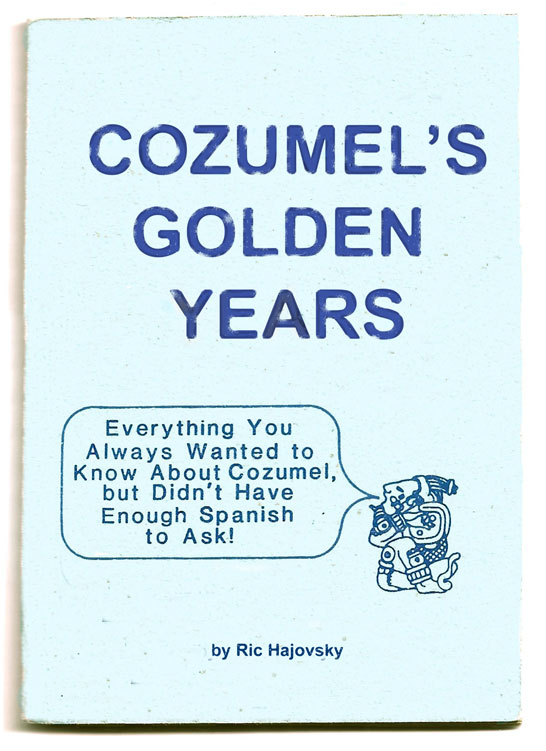 COZUMEL'S
GOLDEN
YEARS
Everything You
Always Wanted to
Know About Cozumel,
but Didn't Have
Enough Spanish
to Ask!
by Ric Hajovsky